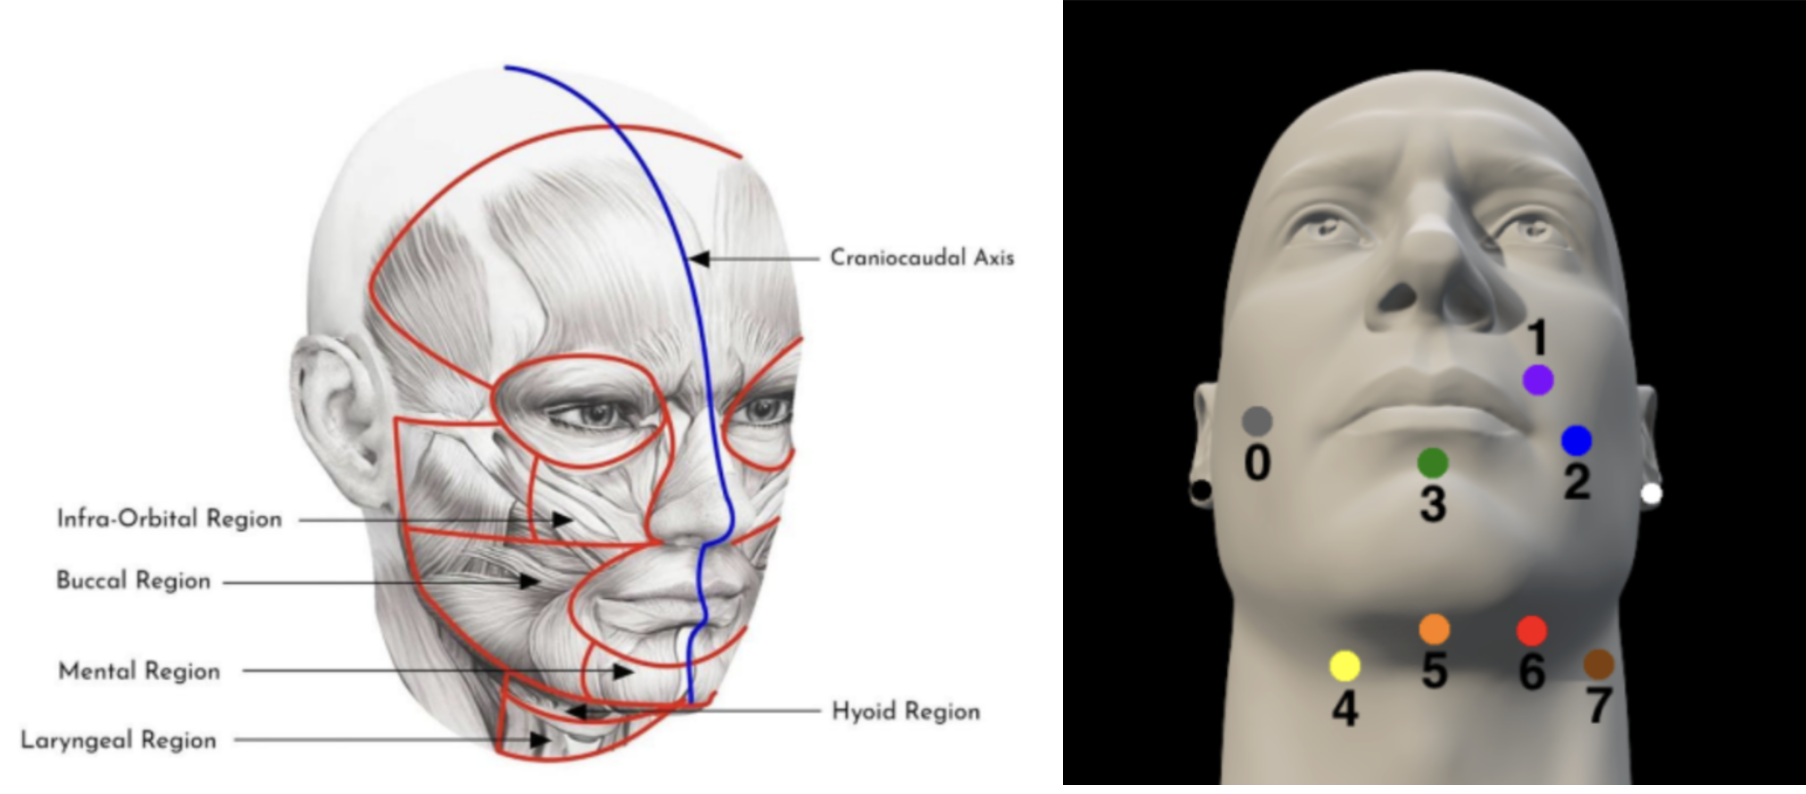 Craniocaudal Axis
Infra-Orbital Region
Buccal Region
Mental Region
Hyoid Region
Laryngeal Region
1
0
2
3
4
5
6
7